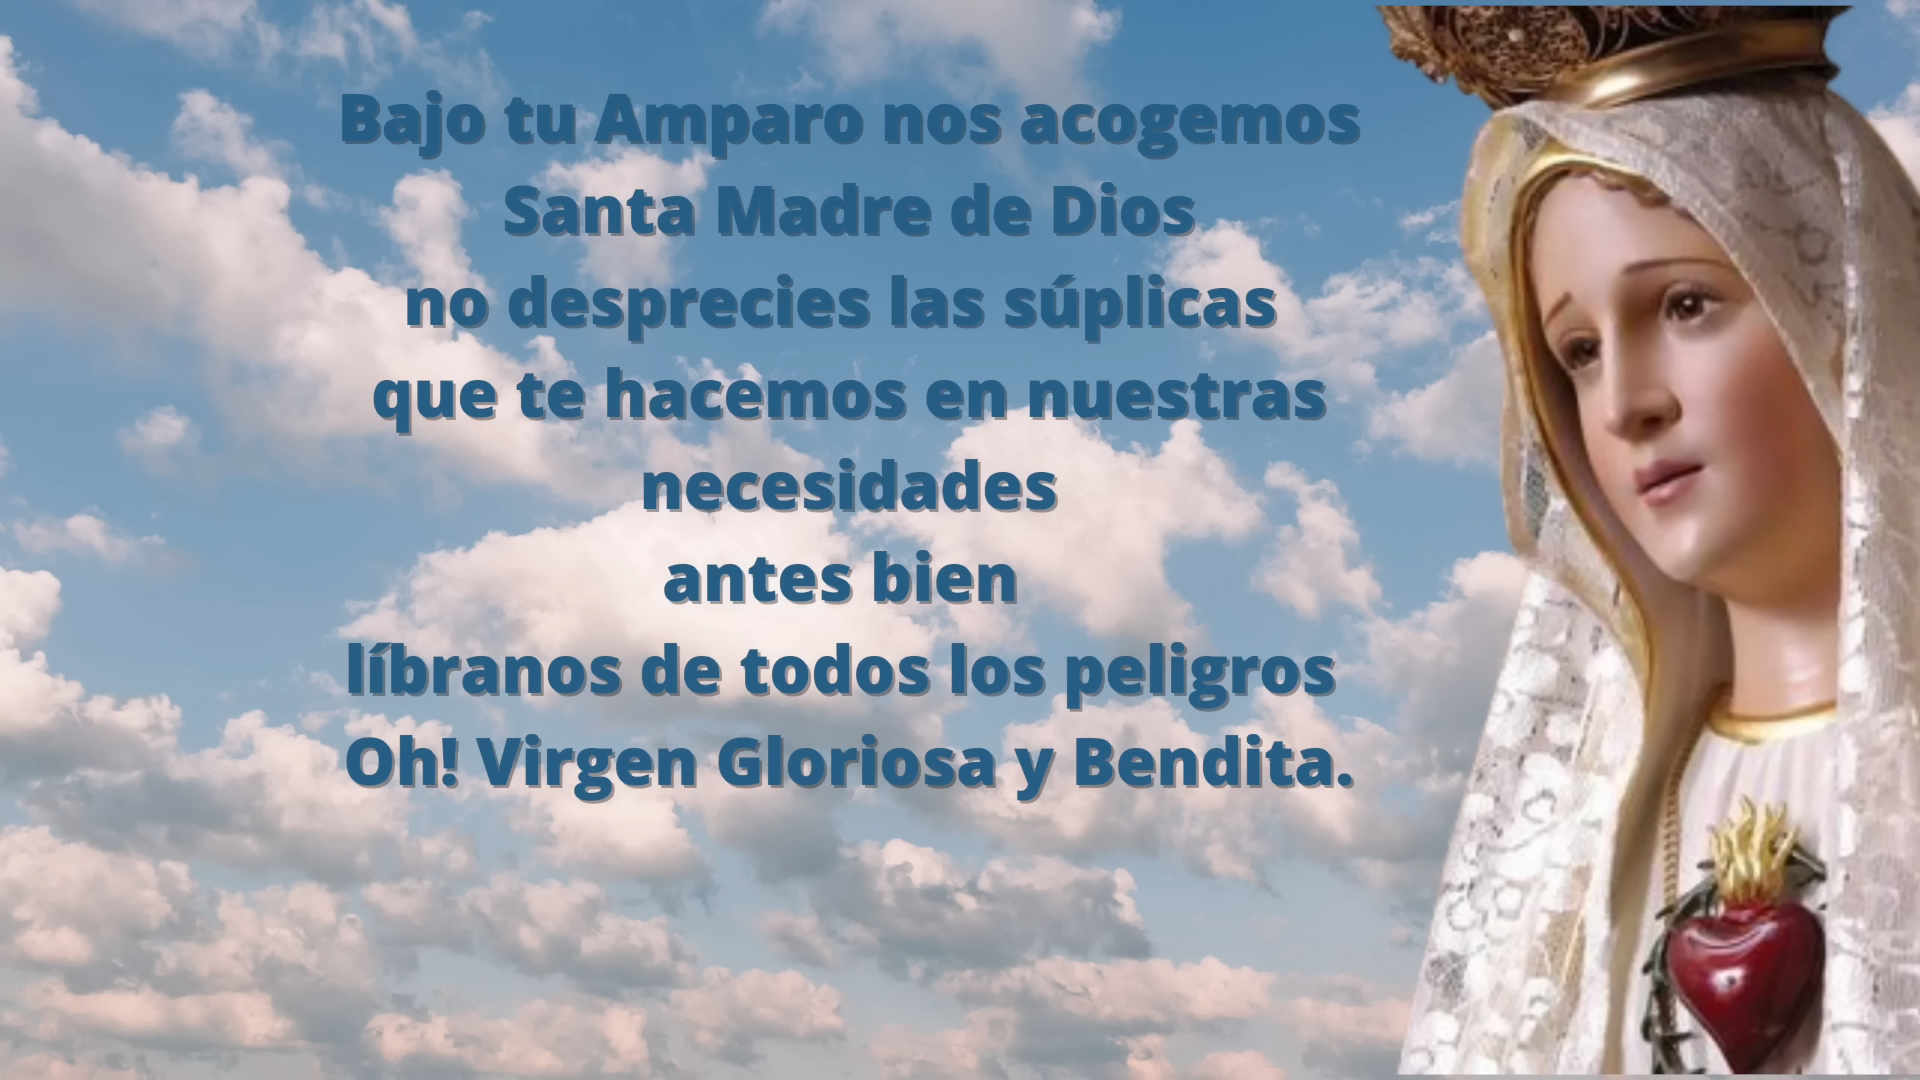 Bajo tu Amparo nos acogemos
Santa Madre de Dios
no desprecies las súplicas
que te hacemos en nuestras
necesidades
antes bien
líbranos de todos los peligros
Oh! Virgen Gloriosa y Bendita.